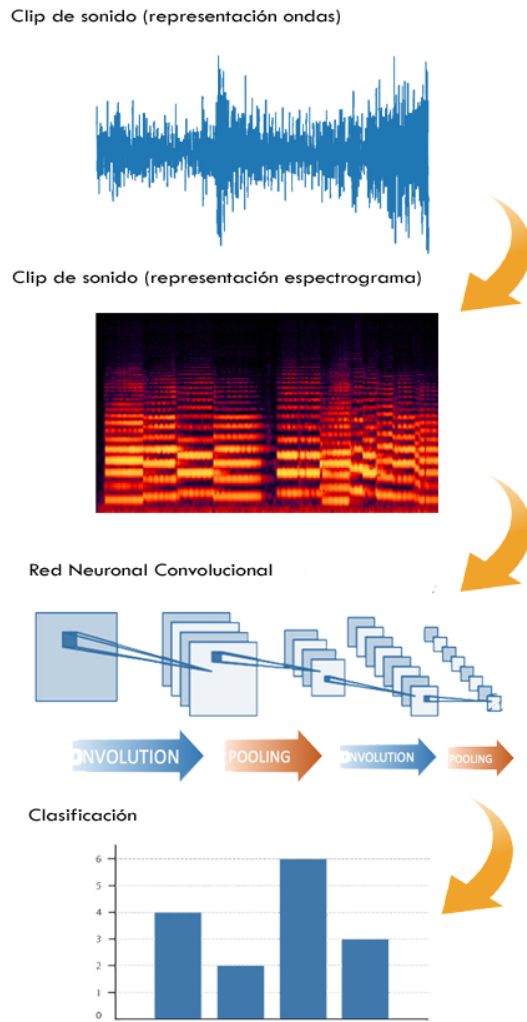 Clip de sonido (representación ondas)
Clip de sonido (representación espectrograma)
Red Neuronal Convolucional
ONVOLUTION POOLING ONVOLUTION POOLING
Clasificación
6
5
4
3
2
1
0